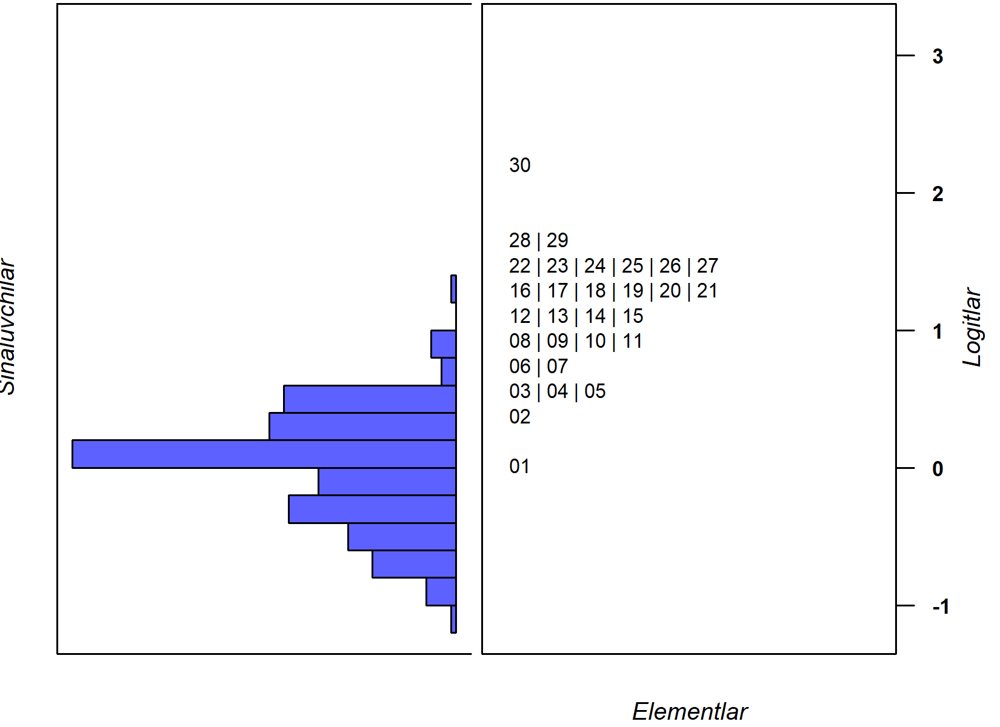 Sinaluvchilar
30
28 | 29
22 | 23 | 24 | 25 | 26 | 27
16 | 17 | 18 | 19 | 20 | 21
12 | 13 | 14 | 15
08 | 09 | 10 | 11
06 | 07
03 | 04 | 05
02
01
3
2
1
0
-1
Logitlar
Elementlar